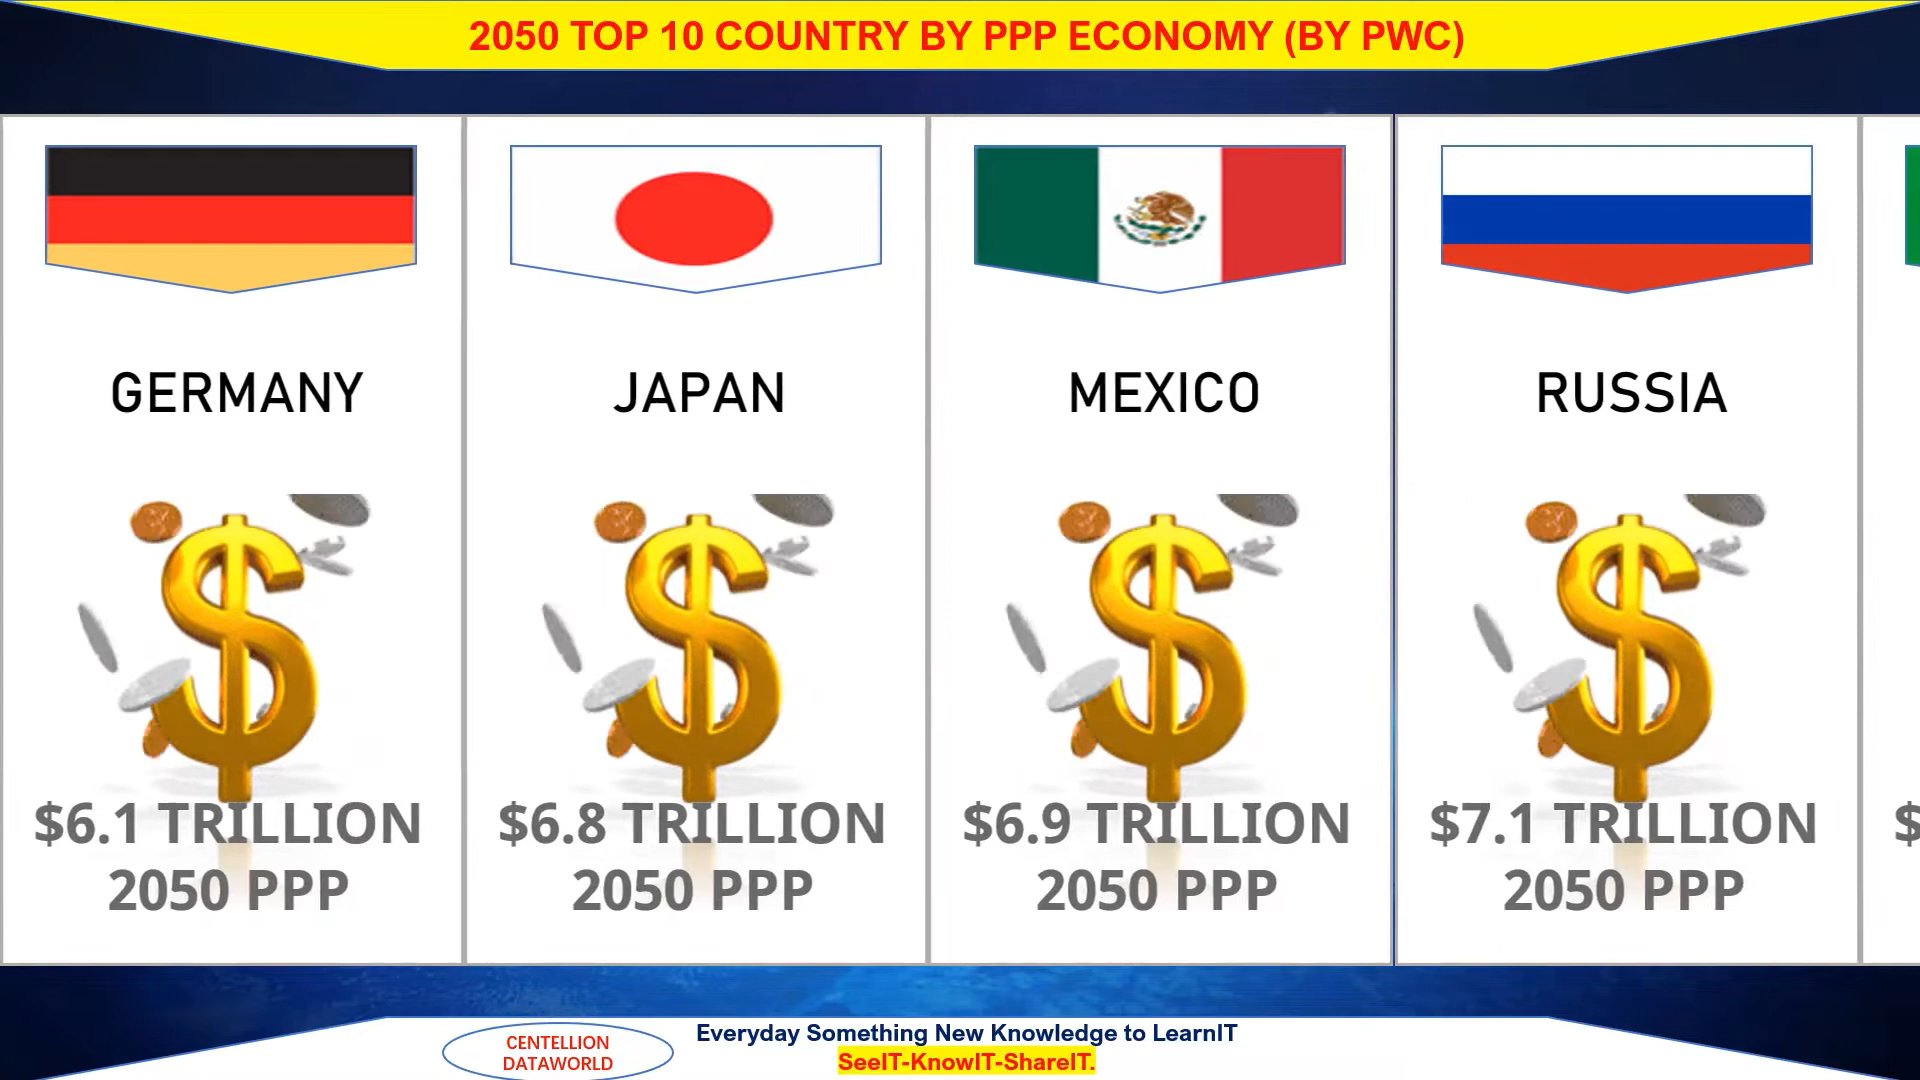 2050 TOP 10 COUNTRY BY PPP ECONOMY (BY PWC)
GERMANY
JAPAN
MEXICO
RUSSIA
$6.1 TRILLION
2050 PPP
$6.8 TRILLION
2050 PPP
$6.9 TRILLION
2050 PPP
$7.1 TRILLION
2050 PPP
$
CENTELLION
DATAWORLD
Everyday Something New Knowledge to LearnIT
SeeIT-KnowIT-ShareIT.